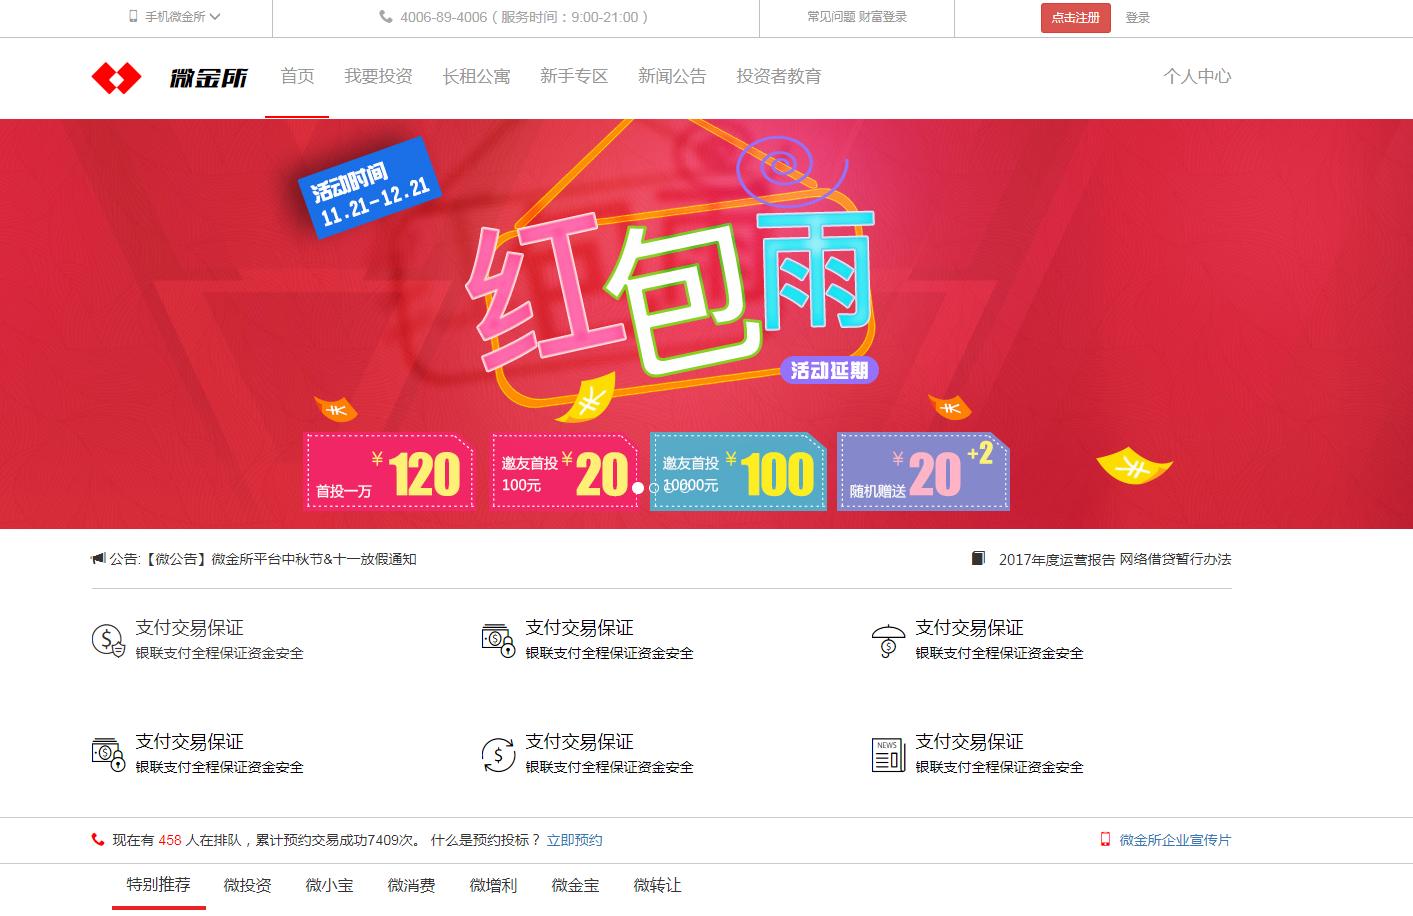 手机微金所
4006-89-4006（服务时间：9:00-21:00）
常见问题 财富登录
点击注册
登录
微金所
首页
我要投资
长租公寓
新手专区
新闻公告
投资者教育
个人中心
活动时间
11.21-12.21
红包雨
活动延期
首投一万
¥120
邀友首投
100元
¥20
邀友首投
10000元
¥100
随机赠送
¥20+2
公告:【微公告】微金所平台中秋节&十一放假通知
2017年度运营报告 网络借贷暂行办法
支付交易保证
银联支付全程保证资金安全
支付交易保证
银联支付全程保证资金安全
支付交易保证
银联支付全程保证资金安全
支付交易保证
银联支付全程保证资金安全
支付交易保证
银联支付全程保证资金安全
NEWS
支付交易保证
银联支付全程保证资金安全
现在有 458 人在排队，累计预约交易成功7409次。 什么是预约投标？ 立即预约
微金所企业宣传片
特别推荐
微投资
微小宝
微消费
微增利
微金宝
微转让